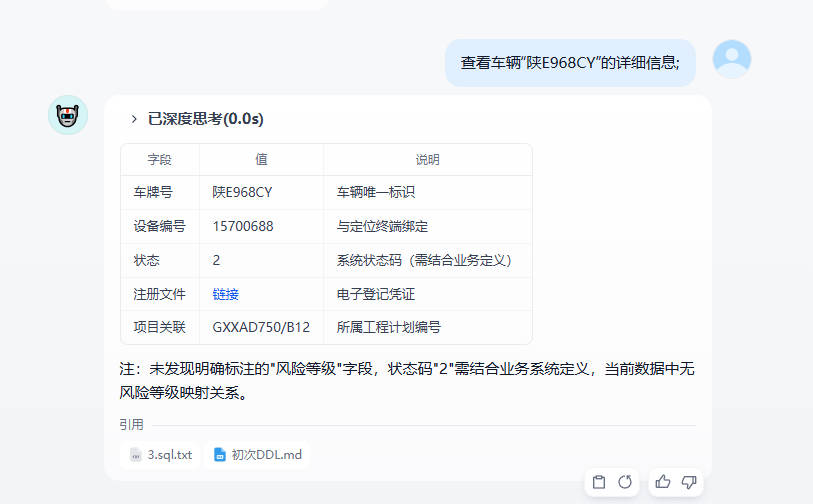 查看车辆“陕E968CY”的详细信息;
已深度思考(0.0s)
字段 值 说明
车牌号 陕E968CY 车辆唯一标识
设备编号 15700688 与定位终端绑定
状态 2 系统状态码（需结合业务定义）
注册文件 链接 电子登记凭证
项目关联 GXXAD750/B12 所属工程计划编号
注：未发现明确标注的"风险等级"字段，状态码"2"需结合业务系统定义，当前数据中无
风险等级映射关系。
引用
3.sql.txt 初次DDL.md